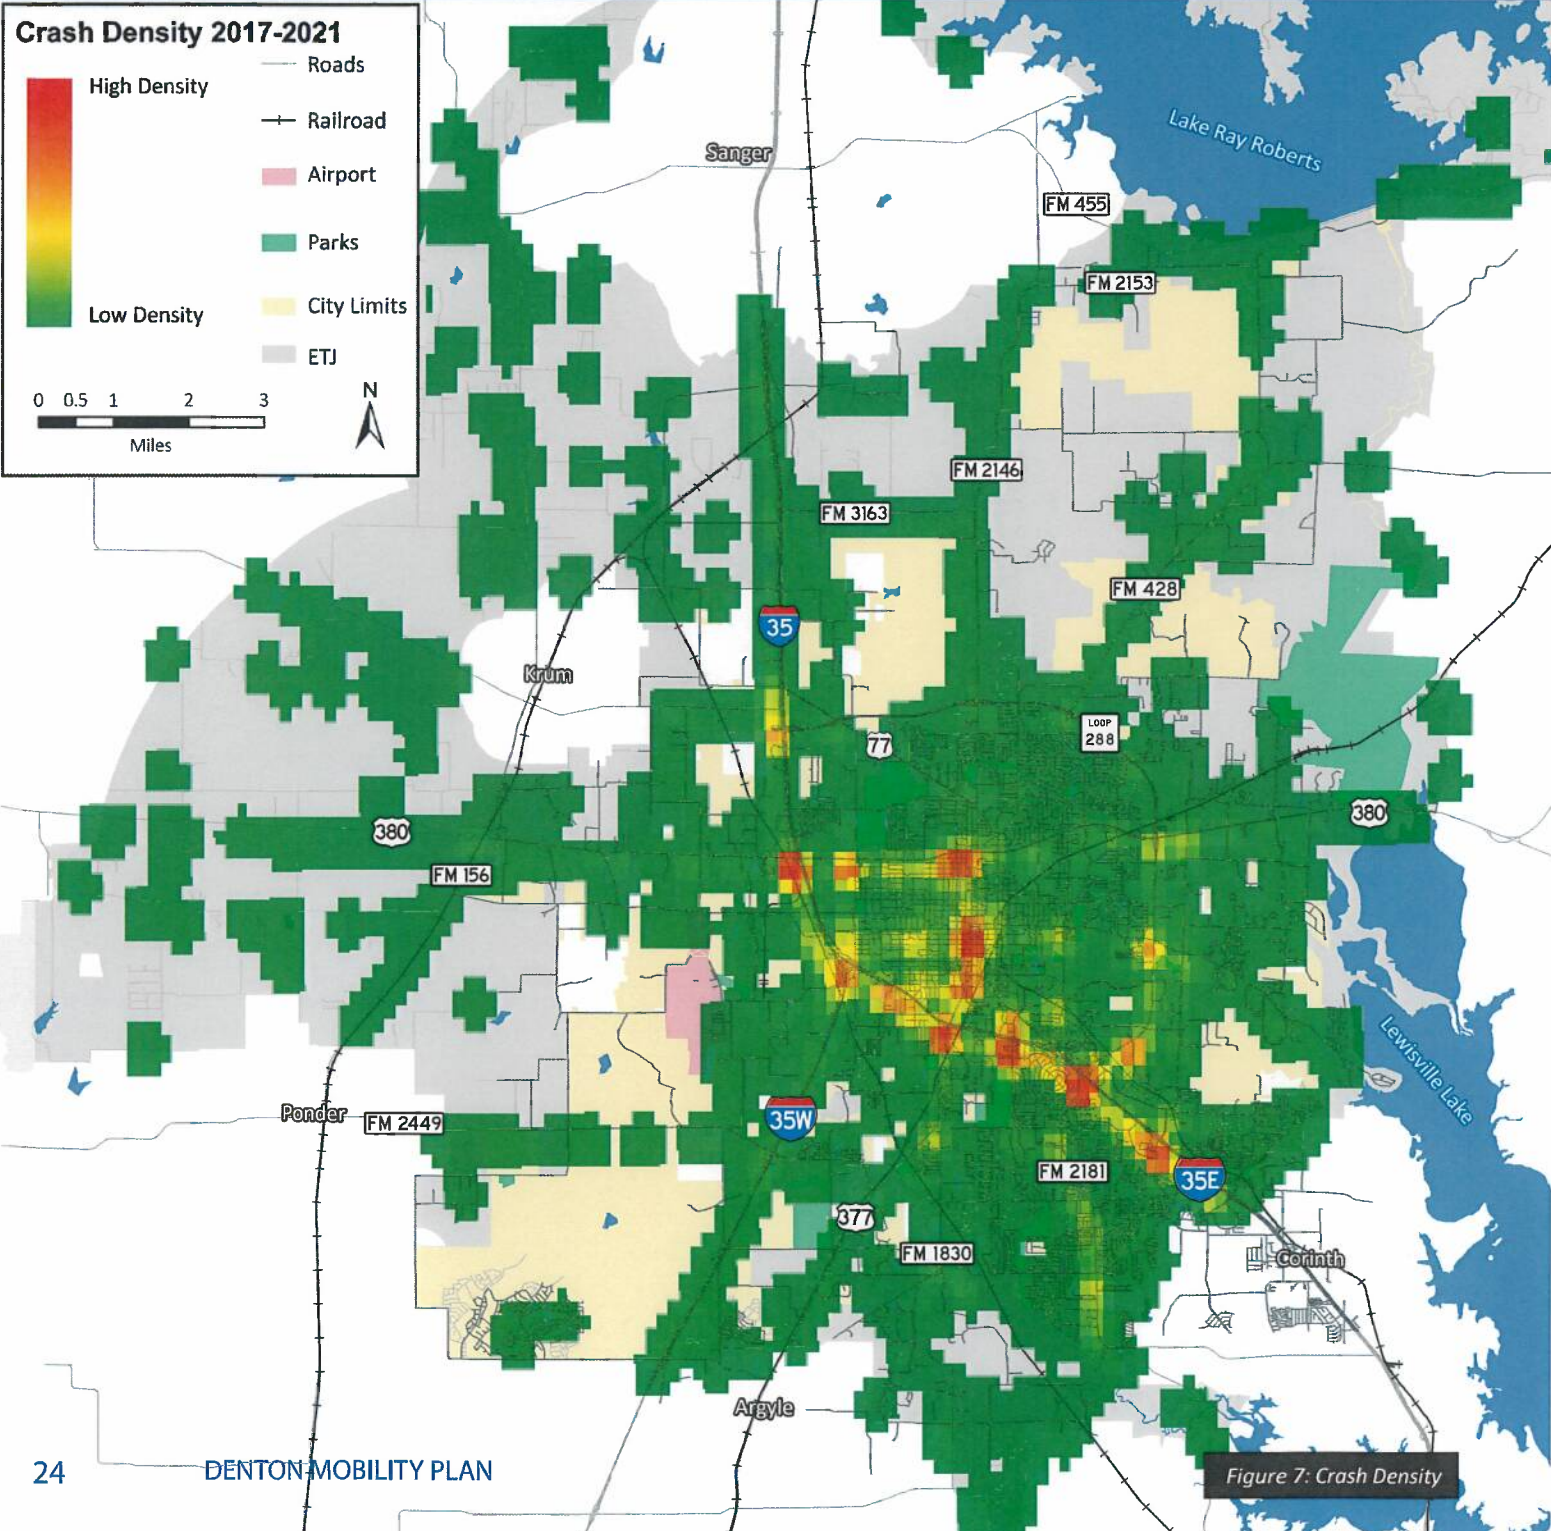 Crash Density 2017-2021
High Density
Low Density
Roads
Railroad
Airport
Parks
City Limits
ETJ
0 0.5 1 2 3
Miles
N
Sanger
Lake Ray Roberts
FM 455
FM 2153
FM 2146
FM 3163
FM 428
35
Krum
77
LOOP
288
380
380
FM 156
Lewisville Lake
Ponder
FM 2449
35W
FM 2181
35E
377
FM 1830
Corinth
Argyle
24
DENTON MOBILITY PLAN
Figure 7: Crash Density